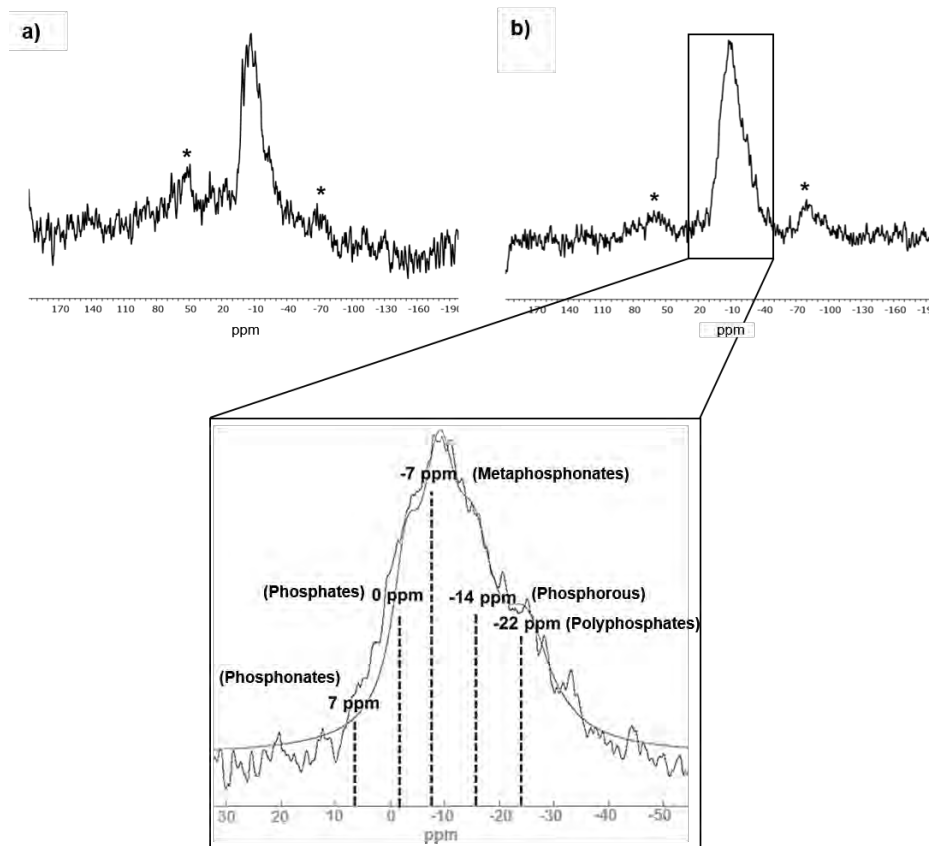 a)
b)
*
*
*
*
170 140 110 80 50 20 -10 -40 -70 -100 -130 -160 -190
ppm
170 140 110 80 50 20 -10 -40 -70 -100 -130 -160 -190
ppm
-7 ppm (Metaphosphonates)
(Phosphates) 0 ppm
-14 ppm (Phosphorous)
-22 ppm (Polyphosphates)
(Phosphonates)
7 ppm
30 20 10 0 -10 -20 -30 -40 -50
ppm